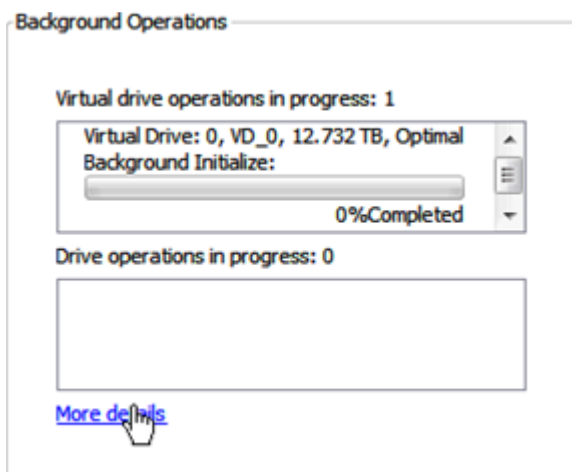 Background Operations
Virtual drive operations in progress: 1
Virtual Drive: 0, VD_0, 12.732 TB, Optimal
Background Initialize:
0%Completed
Drive operations in progress: 0
More details